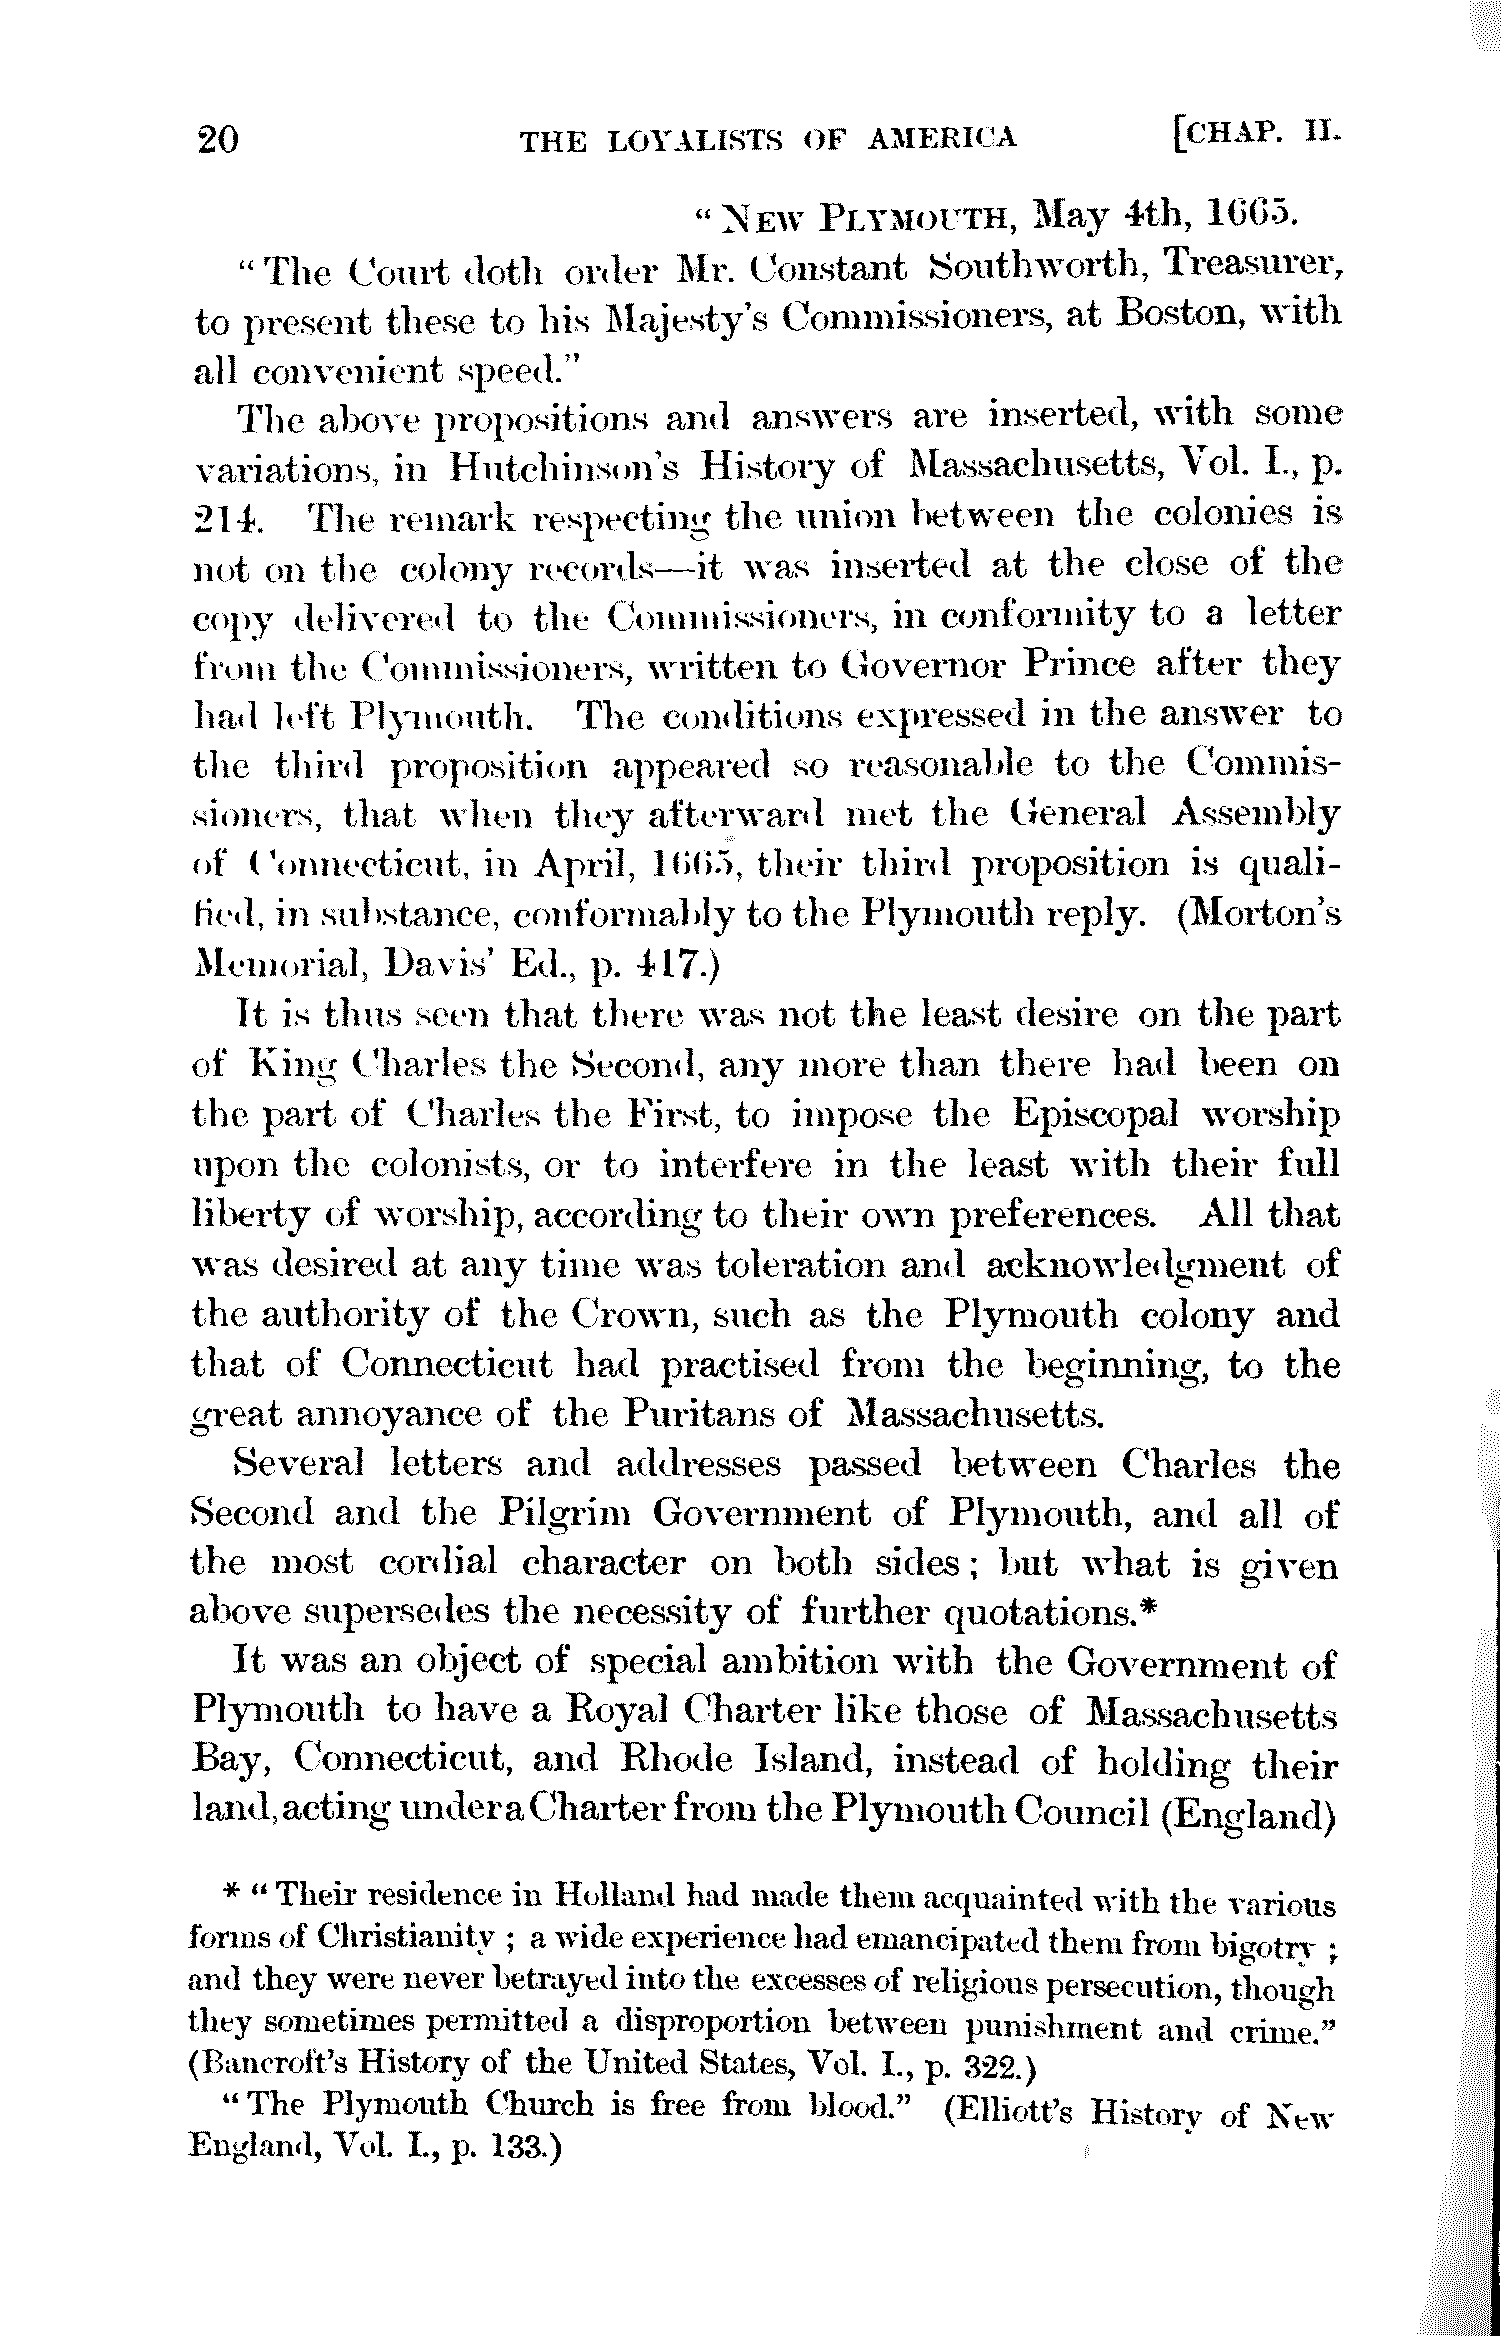 20 THE LOYALISTS OF AMERICA [CHAP. II.
"NEW PLYMOUTH, May 4th, 1665.
"The Court doth order Mr. Constant Southworth, Treasurer,
to present these to his Majesty's Commissioners, at Boston, with
all convenient speed."
The above propositions and answers are inserted, with some
variations, in Hutchinson's History of Massachusetts, Vol. I., p.
214. The remark respecting the union between the colonies is
not on the colony records—it was inserted at the close of the
copy delivered to the Commissioners, in conformity to a letter
from the Commissioners, written to Governor Prince after they
had left Plymouth. The conditions expressed in the answer to
the third proposition appeared so reasonable to the Commis-
sioners, that when they afterward met the General Assembly
of Connecticut, in April, 1665, their third proposition is quali-
fied, in substance, conformably to the Plymouth reply. (Morton's
Memorial, Davis' Ed., p. 417.)
It is thus seen that there was not the least desire on the part
of King Charles the Second, any more than there had been on
the part of Charles the First, to impose the Episcopal worship
upon the colonists, or to interfere in the least with their full
liberty of worship, according to their own preferences. All that
was desired at any time was toleration and acknowledgment of
the authority of the Crown, such as the Plymouth colony and
that of Connecticut had practised from the beginning, to the
great annoyance of the Puritans of Massachusetts.
Several letters and addresses passed between Charles the
Second and the Pilgrim Government of Plymouth, and all of
the most cordial character on both sides; but what is given
above supersedes the necessity of further quotations.*
It was an object of special ambition with the Government of
Plymouth to have a Royal Charter like those of Massachusetts
Bay, Connecticut, and Rhode Island, instead of holding their
land, acting under a Charter from the Plymouth Council (England)
* "Their residence in Holland had made them acquainted with the various
forms of Christianity; a wide experience had emancipated them from bigotry;
and they were never betrayed into the excesses of religious persecution, though
they sometimes permitted a disproportion between punishment and crime."
(Bancroft's History of the United States, Vol. I., p. 322.)
"The Plymouth Church is free from blood." (Elliott's History of New
England, Vol. I., p. 133.)